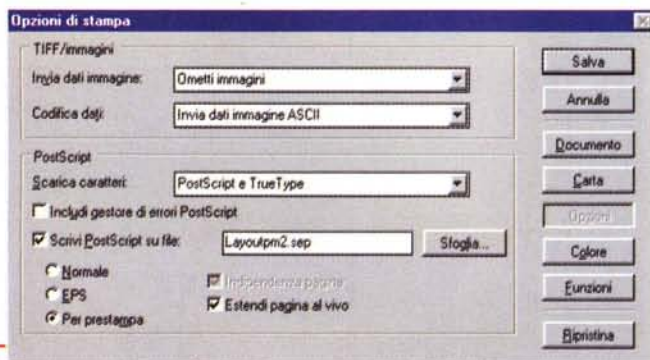 Opzioni di stampa
TIFF/immagini
Invia dati immagine: Ometti immagini
Codifica dati: Invia dati immagine ASCII
PostScript
Scarica caratteri: PostScript e TrueType
Includi gestore di errori PostScript
Scrivi PostScript su file: Layoutpm2.sep Sfoglia...
Normale
Indipendenza pagina
EPS
Estendi pagina al vivo
Per prestampa
Salva
Annulla
Documento
Carta
Opzioni
Colore
Funzioni
Ripristina